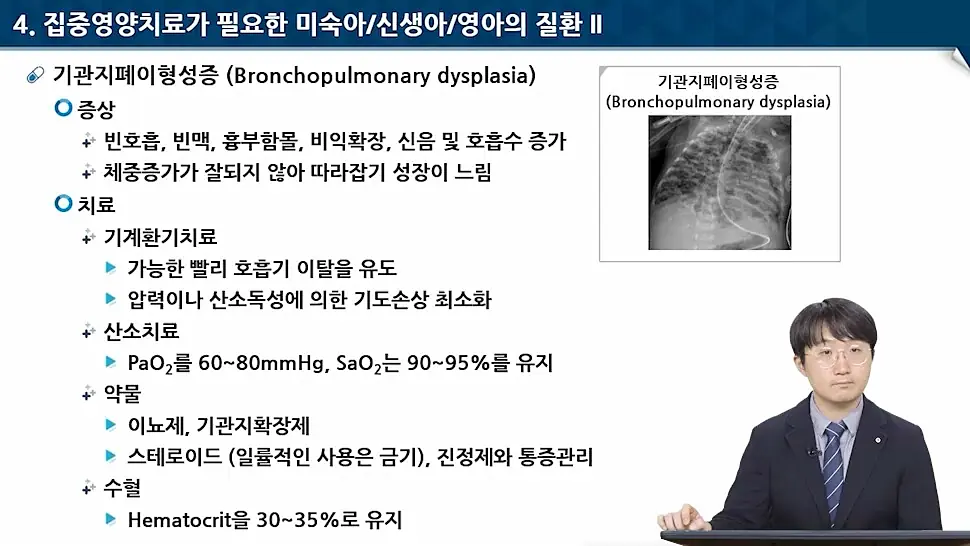 4. 집중영양치료가 필요한 미숙아/신생아/영아의 질환 II
기관지폐이형성증 (Bronchopulmonary dysplasia)
증상
빈호흡, 빈맥, 흉부함몰, 비익확장, 신음 및 호흡수 증가
체중증가가 잘되지 않아 따라잡기 성장이 느림
치료
기계환기치료
가능한 빨리 호흡기 이탈을 유도
압력이나 산소독성에 의한 기도손상 최소화
산소치료
PaO₂를 60~80mmHg, SaO₂는 90~95%를 유지
약물
이뇨제, 기관지확장제
스테로이드 (일률적인 사용은 금기), 진정제와 통증관리
수혈
Hematocrit을 30~35%로 유지
기관지폐이형성증
(Bronchopulmonary dysplasia)